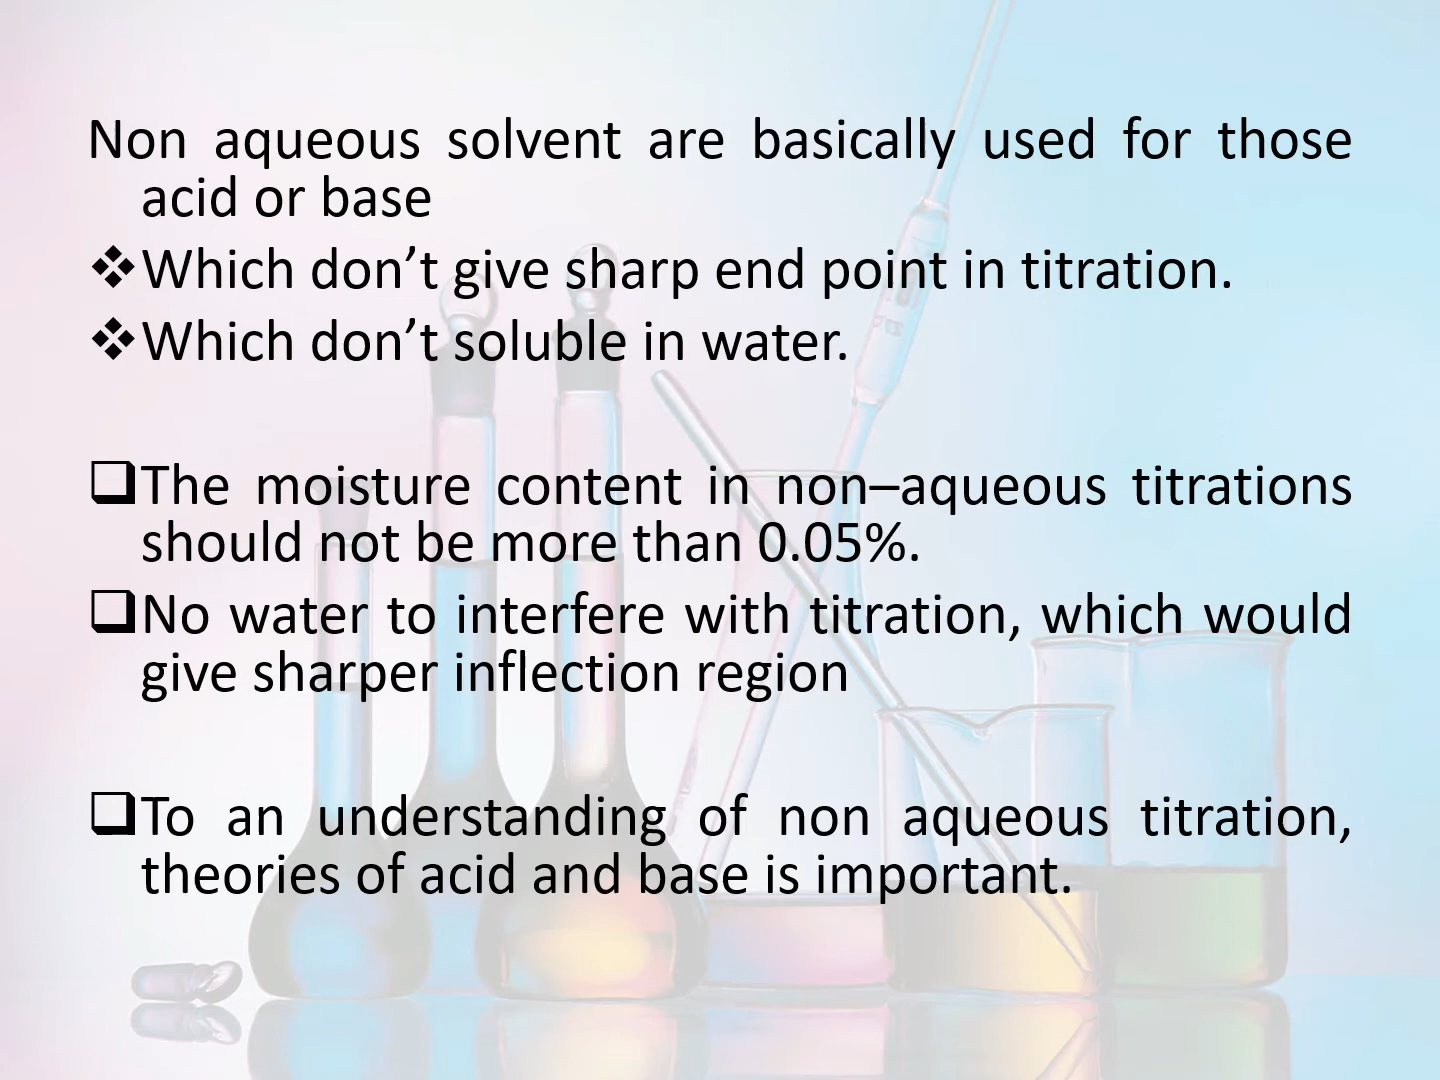 Non aqueous solvent are basically used for those
acid or base
❖Which don’t give sharp end point in titration.
❖Which don’t soluble in water.
❑The moisture content in non–aqueous titrations
should not be more than 0.05%.
❑No water to interfere with titration, which would
give sharper inflection region
❑To an understanding of non aqueous titration,
theories of acid and base is important.